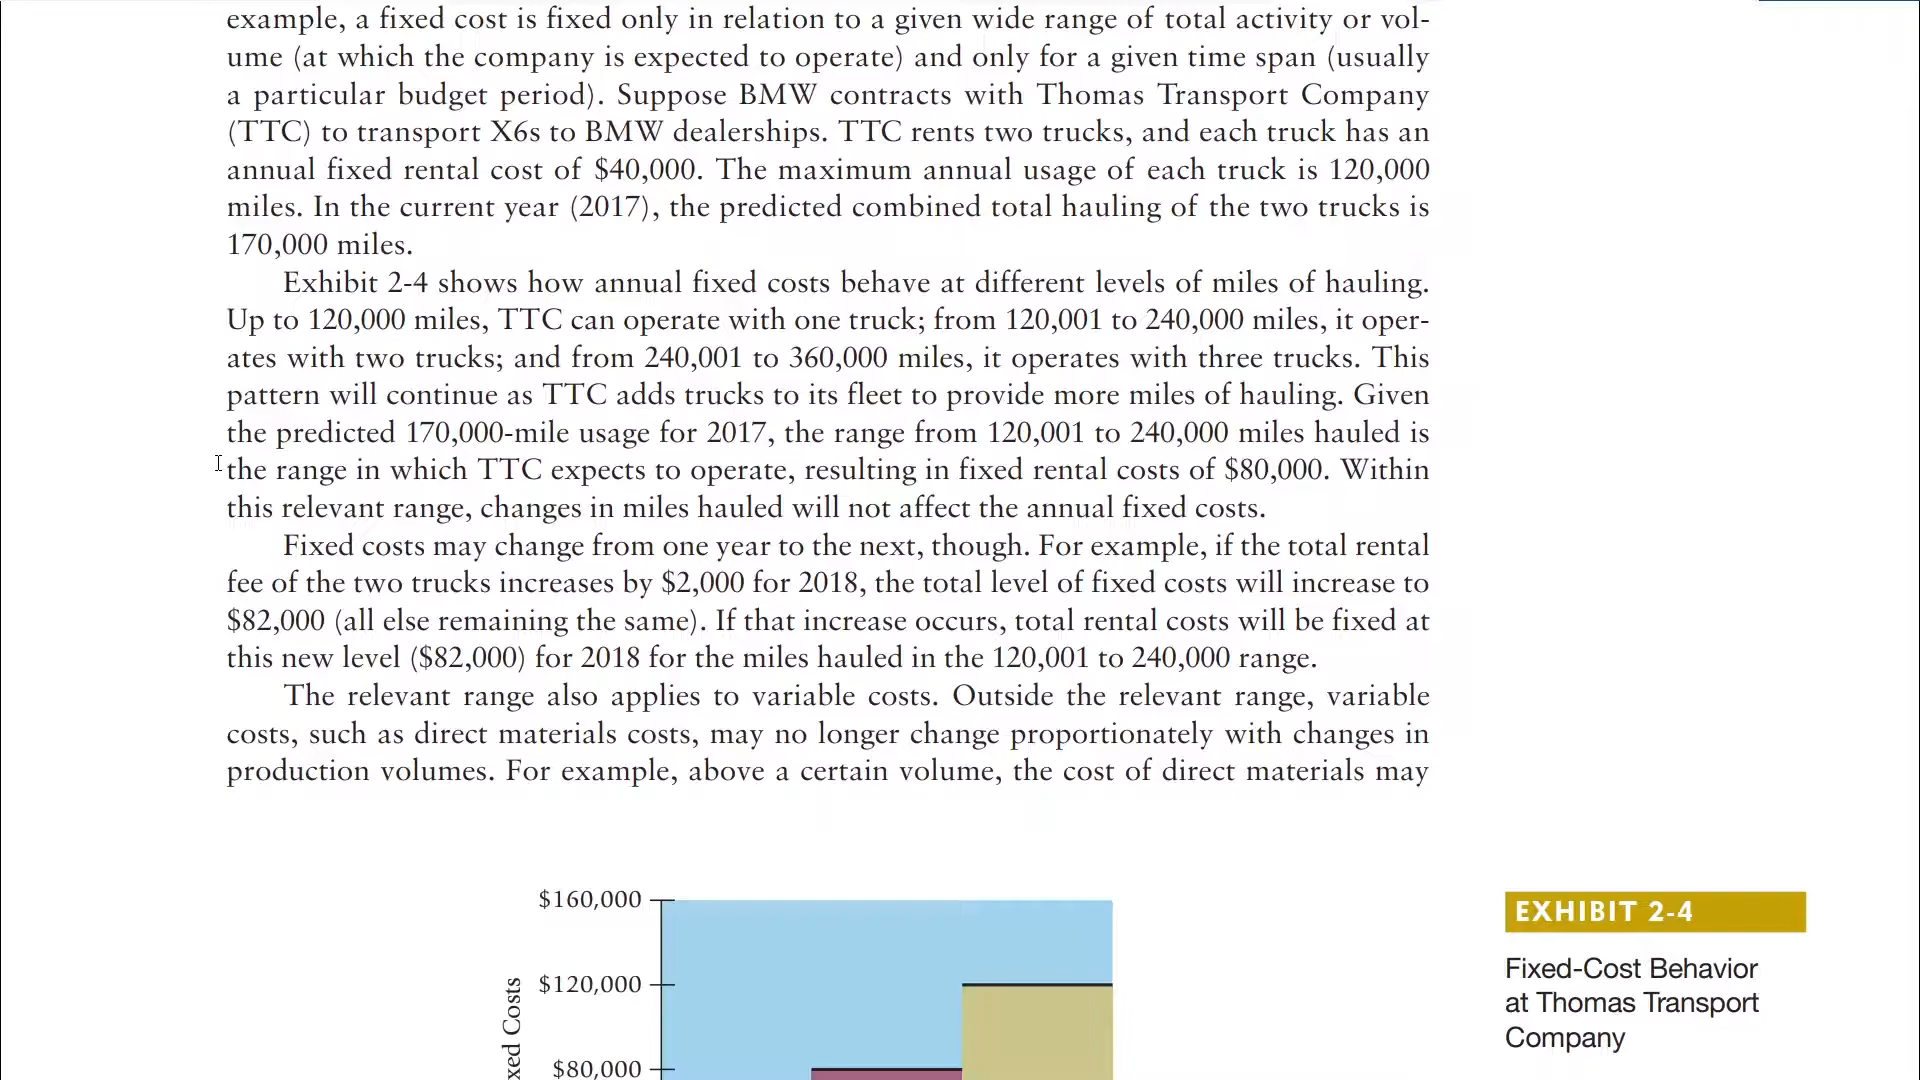 example, a fixed cost is fixed only in relation to a given wide range of total activity or vol-
ume (at which the company is expected to operate) and only for a given time span (usually
a particular budget period). Suppose BMW contracts with Thomas Transport Company
(TTC) to transport X6s to BMW dealerships. TTC rents two trucks, and each truck has an
annual fixed rental cost of $40,000. The maximum annual usage of each truck is 120,000
miles. In the current year (2017), the predicted combined total hauling of the two trucks is
170,000 miles.
Exhibit 2-4 shows how annual fixed costs behave at different levels of miles of hauling.
Up to 120,000 miles, TTC can operate with one truck; from 120,001 to 240,000 miles, it oper-
ates with two trucks; and from 240,001 to 360,000 miles, it operates with three trucks. This
pattern will continue as TTC adds trucks to its fleet to provide more miles of hauling. Given
the predicted 170,000-mile usage for 2017, the range from 120,001 to 240,000 miles hauled is
the range in which TTC expects to operate, resulting in fixed rental costs of $80,000. Within
this relevant range, changes in miles hauled will not affect the annual fixed costs.
Fixed costs may change from one year to the next, though. For example, if the total rental
fee of the two trucks increases by $2,000 for 2018, the total level of fixed costs will increase to
$82,000 (all else remaining the same). If that increase occurs, total rental costs will be fixed at
this new level ($82,000) for 2018 for the miles hauled in the 120,001 to 240,000 range.
The relevant range also applies to variable costs. Outside the relevant range, variable
costs, such as direct materials costs, may no longer change proportionately with changes in
production volumes. For example, above a certain volume, the cost of direct materials may
$160,000
$120,000
$80,000
xed Costs
EXHIBIT 2-4
Fixed-Cost Behavior
at Thomas Transport
Company